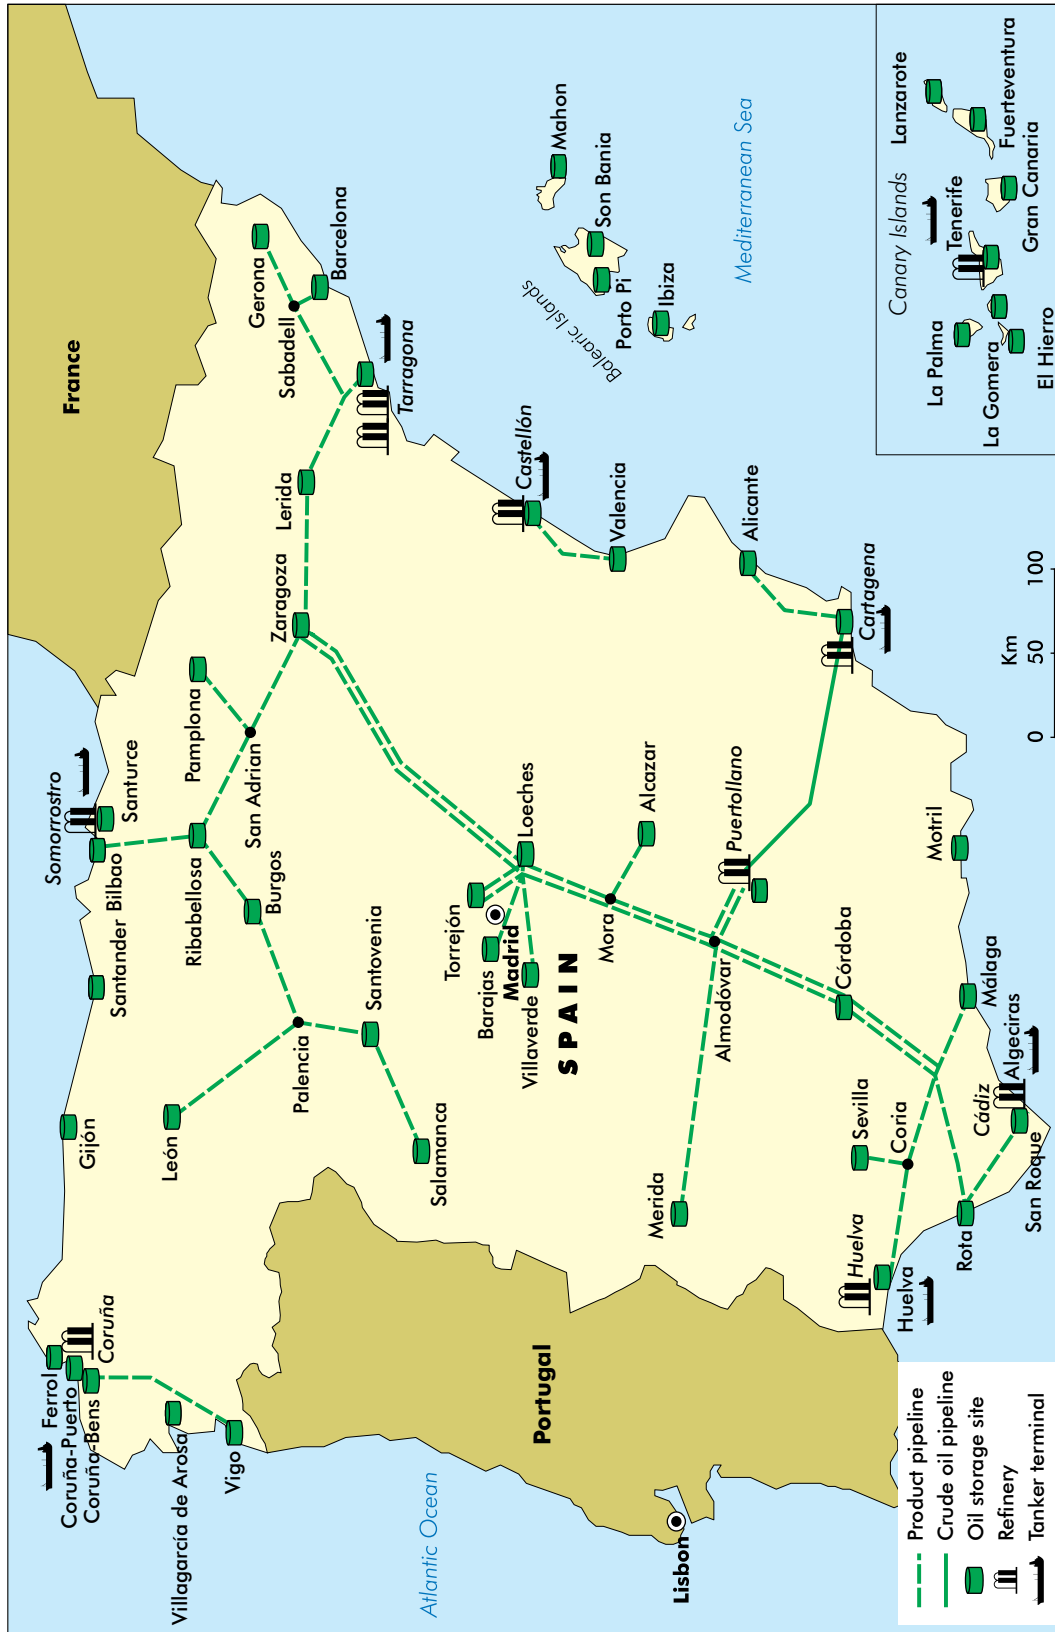 France
Portugal
SPAIN
Madrid
Lisbon
Atlantic Ocean
Mediterranean Sea
Balearic Islands
Ferrol
Coruña-Puerto
Coruña-Bens
Coruña
Villagarcía de Arosa
Vigo
Gijón
Santander
Bilbao
Somorrostro
Santurce
León
Palencia
Burgos
Ribabellosa
San Adrian
Pamplona
Santovenia
Salamanca
Zaragoza
Lerida
Sabadell
Gerona
Barcelona
Tarragona
Torrejón
Barajas
Villaverde
Loeches
Mora
Alcazar
Castellón
Valencia
Alicante
Cartagena
Puertollano
Almodóvar
Merida
Córdoba
Sevilla
Coria
Huelva
Huelva
Rota
Cádiz
San Roque
Algeciras
Málaga
Motril
Mahon
Son Bania
Porto Pi
Ibiza
Canary Islands
Lanzarote
Fuerteventura
Gran Canaria
Tenerife
La Palma
La Gomera
El Hierro
Km
0 50 100
Product pipeline
Crude oil pipeline
Oil storage site
Refinery
Tanker terminal